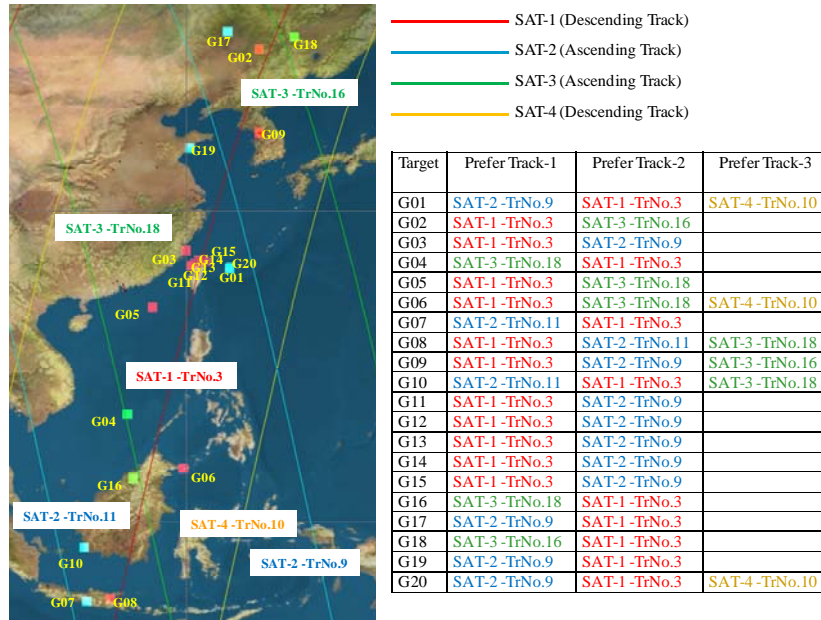 G17
G18
G02
SAT-3 -TrNo.16
G09
G19
SAT-3 -TrNo.18
G15
G03
G14
G20
G13
G01
G12
G11
G05
SAT-1 -TrNo.3
G04
G06
G16
SAT-2 -TrNo.11
SAT-4 -TrNo.10
G10
SAT-2 -TrNo.9
G07
G08
SAT-1 (Descending Track)
SAT-2 (Ascending Track)
SAT-3 (Ascending Track)
SAT-4 (Descending Track)
Target Prefer Track-1 Prefer Track-2 Prefer Track-3
G01 SAT-2 -TrNo.9 SAT-1 -TrNo.3 SAT-4 -TrNo.10
G02 SAT-1 -TrNo.3 SAT-3 -TrNo.16
G03 SAT-1 -TrNo.3 SAT-2 -TrNo.9
G04 SAT-3 -TrNo.18 SAT-1 -TrNo.3
G05 SAT-1 -TrNo.3 SAT-3 -TrNo.18
G06 SAT-1 -TrNo.3 SAT-3 -TrNo.18 SAT-4 -TrNo.10
G07 SAT-2 -TrNo.11 SAT-1 -TrNo.3
G08 SAT-1 -TrNo.3 SAT-2 -TrNo.11 SAT-3 -TrNo.18
G09 SAT-1 -TrNo.3 SAT-2 -TrNo.9 SAT-3 -TrNo.16
G10 SAT-2 -TrNo.11 SAT-1 -TrNo.3 SAT-3 -TrNo.18
G11 SAT-1 -TrNo.3 SAT-2 -TrNo.9
G12 SAT-1 -TrNo.3 SAT-2 -TrNo.9
G13 SAT-1 -TrNo.3 SAT-2 -TrNo.9
G14 SAT-1 -TrNo.3 SAT-2 -TrNo.9
G15 SAT-1 -TrNo.3 SAT-2 -TrNo.9
G16 SAT-3 -TrNo.18 SAT-1 -TrNo.3
G17 SAT-2 -TrNo.9 SAT-1 -TrNo.3
G18 SAT-3 -TrNo.16 SAT-1 -TrNo.3
G19 SAT-2 -TrNo.9 SAT-1 -TrNo.3
G20 SAT-2 -TrNo.9 SAT-1 -TrNo.3 SAT-4 -TrNo.10